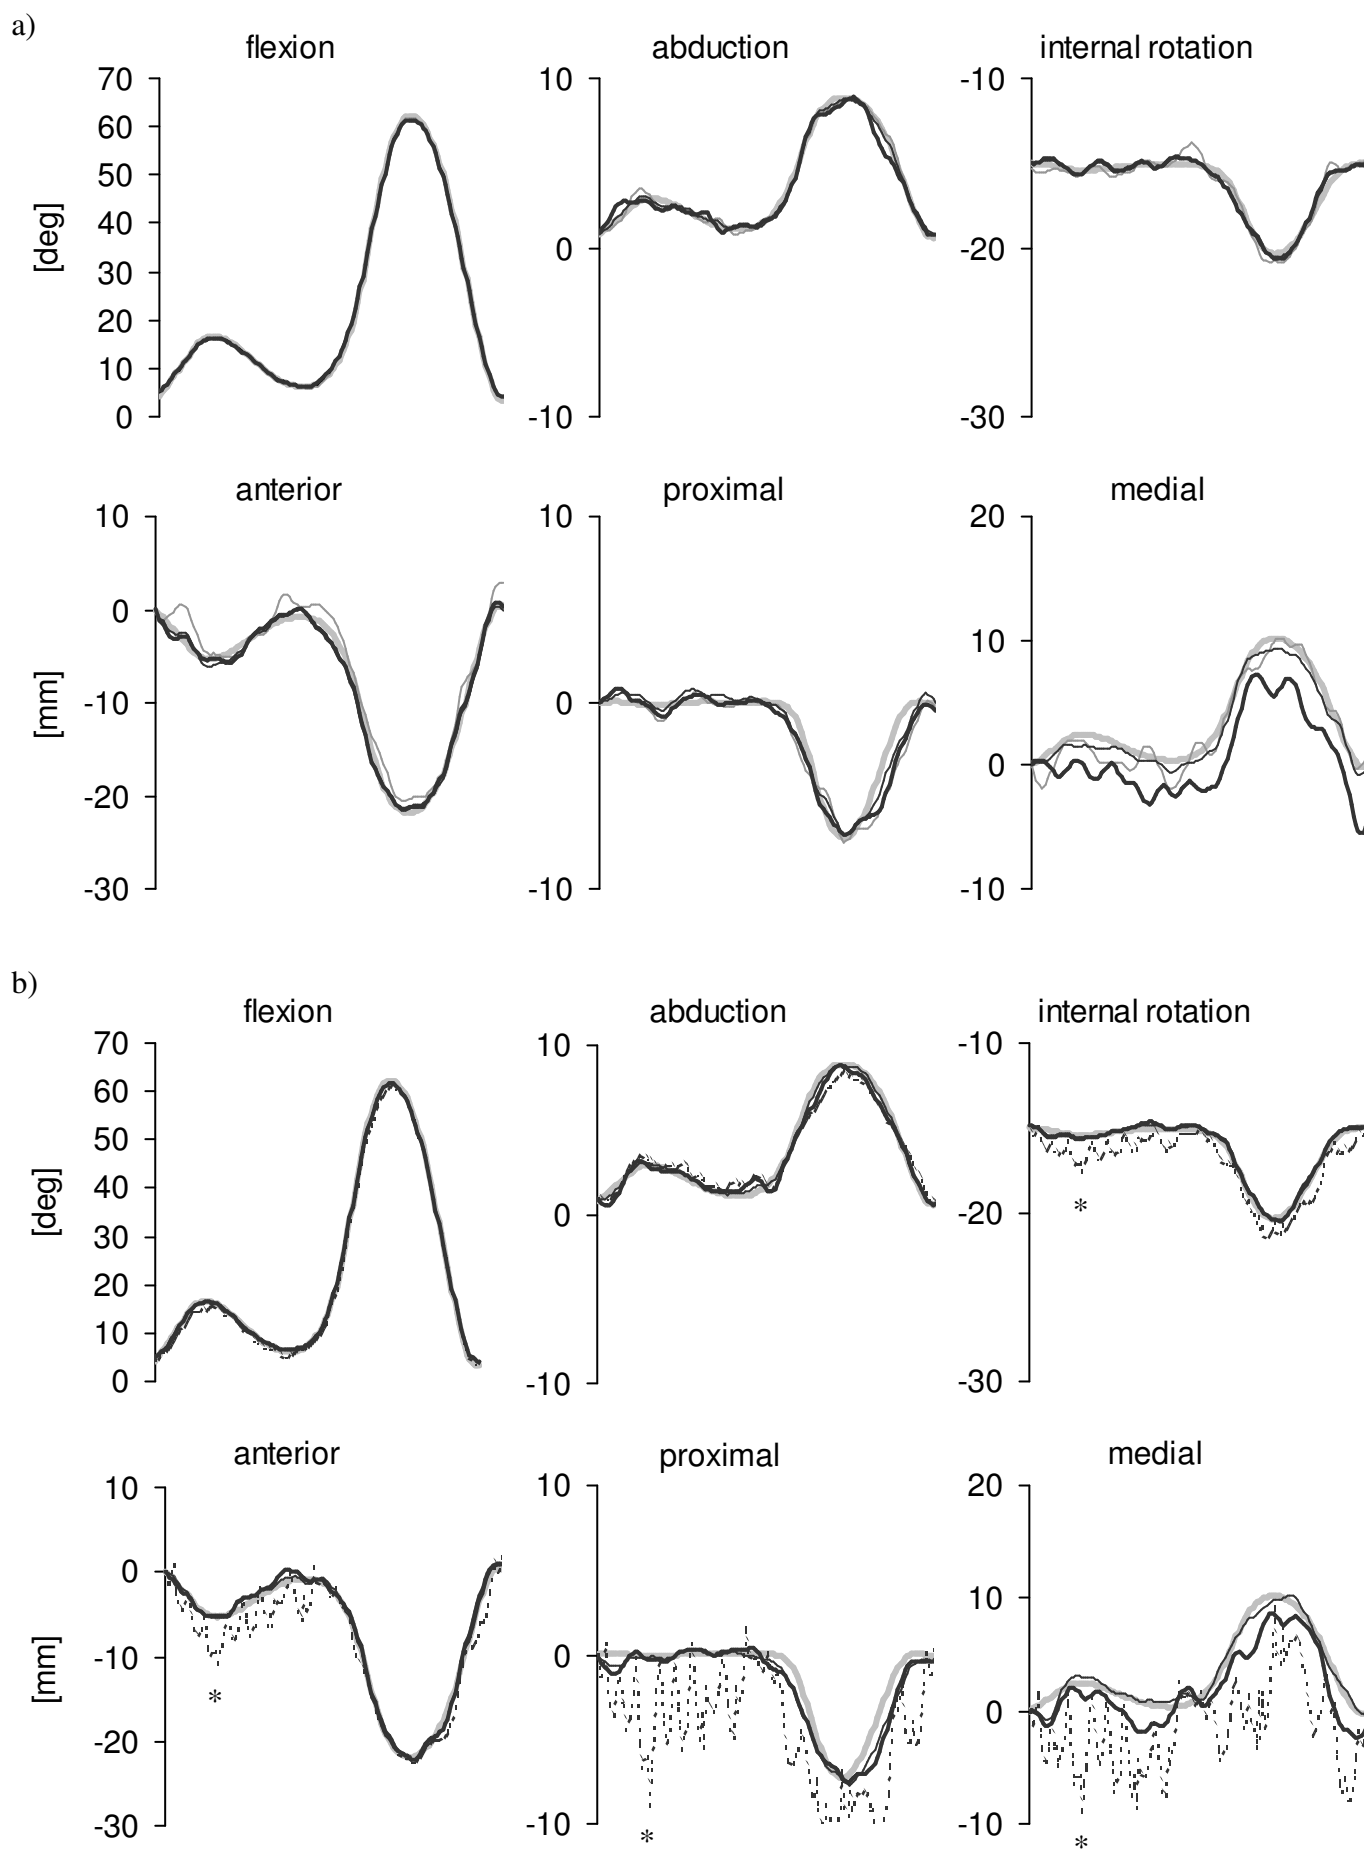 a)
flexion abduction internal rotation
70 10 -10
60
50
40
[deg]
30 0 -20
20
10
0 -10 -30
anterior proximal medial
10 10 20
0 10
[mm]
-10 0 0
-20
-30 -10 -10
b)
flexion abduction internal rotation
70 10 -10
60
50
40
[deg]
30 0 -20
*
20
10
0 -10 -30
anterior proximal medial
10 10 20
0 10
-10 0
[mm]
* 0
-20
-30 -10 -10
* *